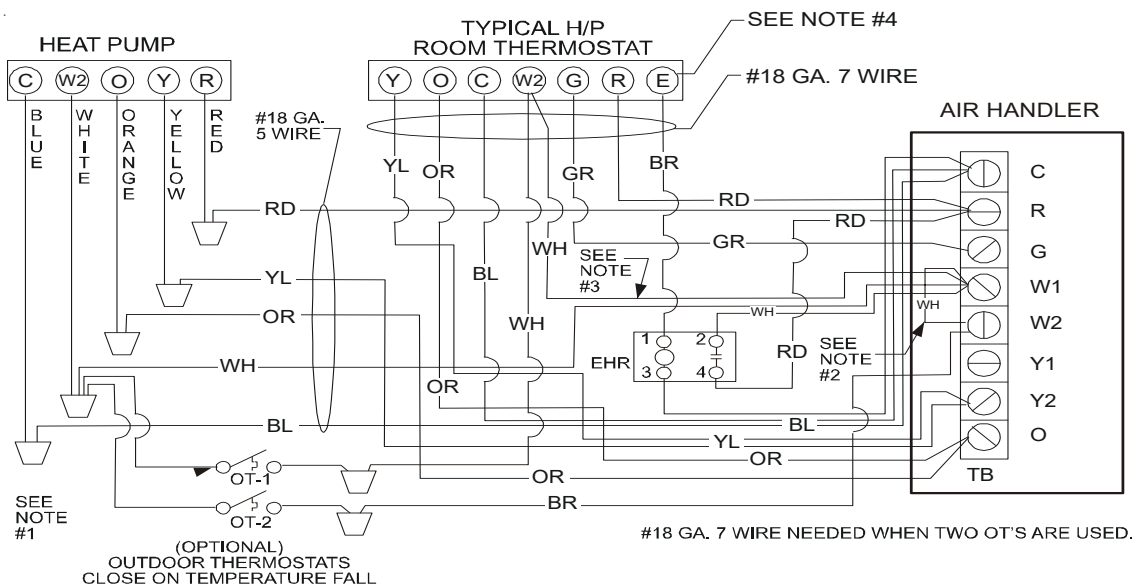 HEAT PUMP
C W2 O Y R
BLUE
WHITE
ORANGE
YELLOW
RED
#18 GA.
5 WIRE
TYPICAL H/P
ROOM THERMOSTAT
Y O C W2 G R E
SEE NOTE #4
#18 GA. 7 WIRE
AIR HANDLER
C
R
G
W1
W2
Y1
Y2
O
TB
YL
OR
GR
BR
RD
RD
RD
GR
WH
SEE
NOTE
#3
BL
YL
OR
WH
WH
WH
1 2
EHR
3 4
RD
SEE
NOTE
#2
WH
OR
BL
YL
BL
OR
OR
BR
OT-1
OT-2
SEE
NOTE
#1
(OPTIONAL)
OUTDOOR THERMOSTATS
CLOSE ON TEMPERATURE FALL
#18 GA. 7 WIRE NEEDED WHEN TWO OT'S ARE USED.